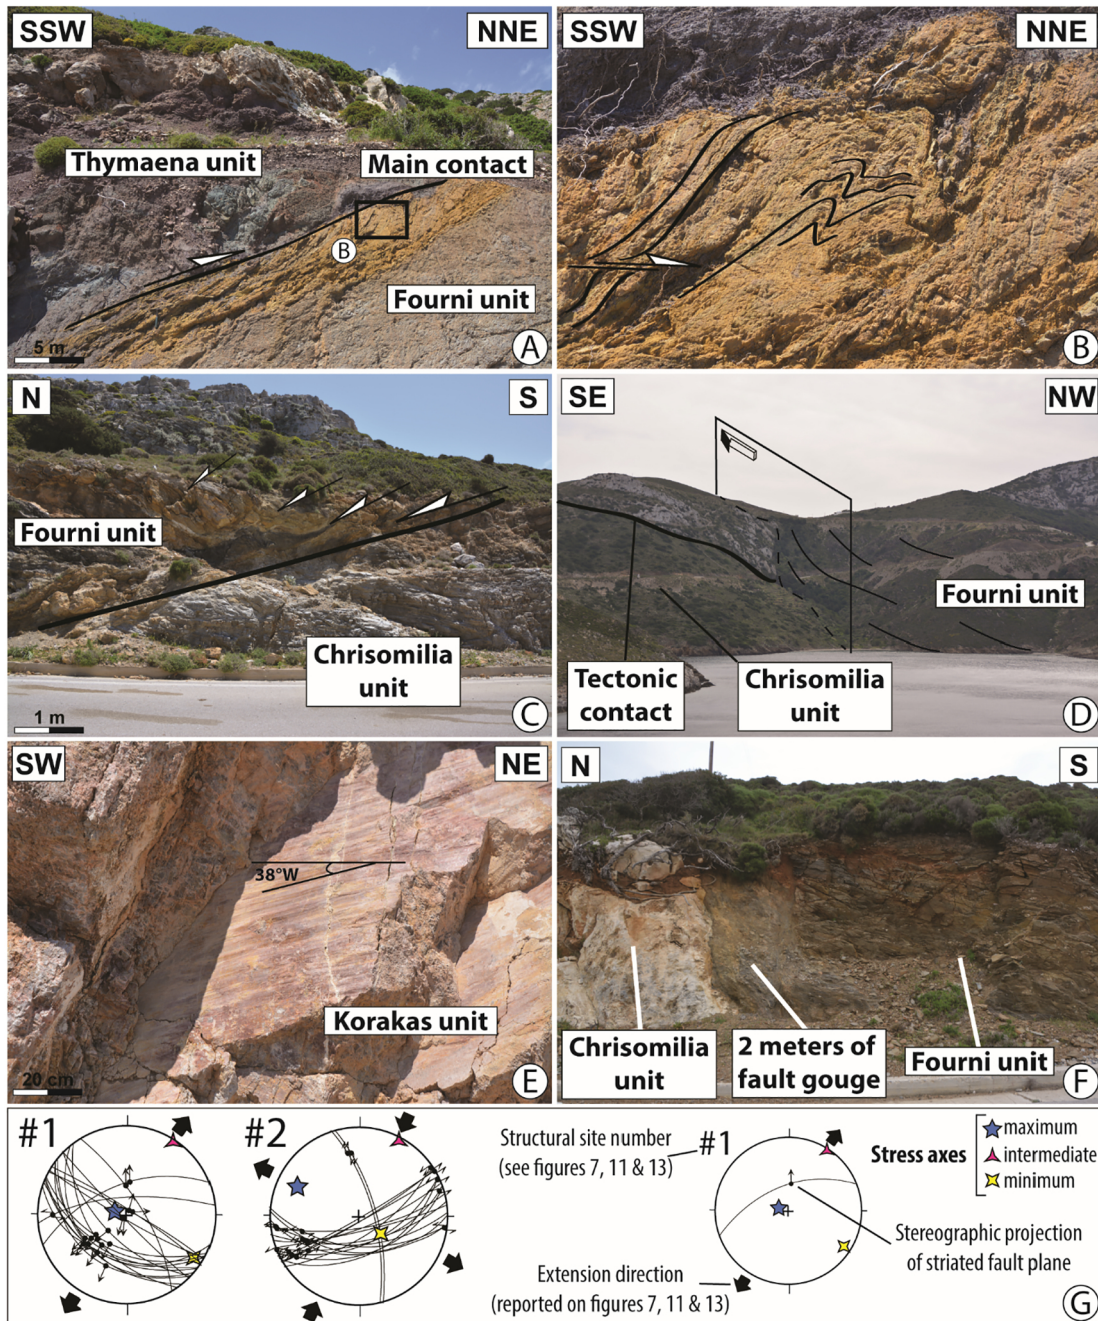 SSW
NNE
Thymaena unit
Main contact
B
Fourni unit
5 m
A
SSW
NNE
B
N
S
Fourni unit
Chrisomilia
unit
1 m
C
SE
NW
Fourni unit
Tectonic
contact
Chrisomilia
unit
D
SW
NE
38°W
Korakas unit
20 cm
E
N
S
Chrisomilia
unit
2 meters of
fault gouge
Fourni unit
F
#1
#2
Structural site number
(see figures 7, 11 & 13)
#1
Extension direction
(reported on figures 7, 11 & 13)
Stress axes
maximum
intermediate
minimum
Stereographic projection
of striated fault plane
G